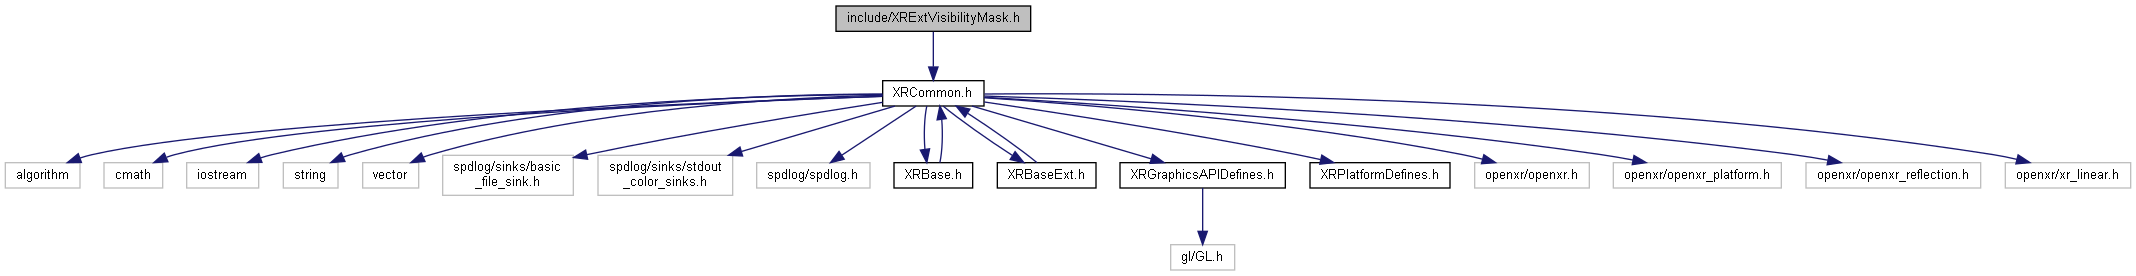 include/XRExtVisibilityMask.h
XRCommon.h
algorithm
cmath
iostream
string
vector
spdlog/sinks/basic
_file_sink.h
spdlog/sinks/stdout
_color_sinks.h
spdlog/spdlog.h
XRBase.h
XRBaseExt.h
XRGraphicsAPIDefines.h
XRPlatformDefines.h
openxr/openxr.h
openxr/openxr_platform.h
openxr/openxr_reflection.h
openxr/xr_linear.h
gl/GL.h